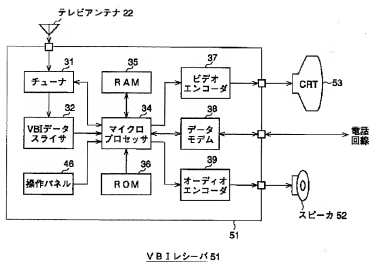 テレビアンテナ 22
31
チューナ
35
RAM
37
ビデオ
エンコーダ
CRT
53
32
VBIデータ
スライサ
34
マイクロ
プロセッサ
38
データ
モデム
電話
回線
46
操作パネル
36
ROM
39
オーディオ
エンコーダ
スピーカ 52
51
VBIレシーバ 51